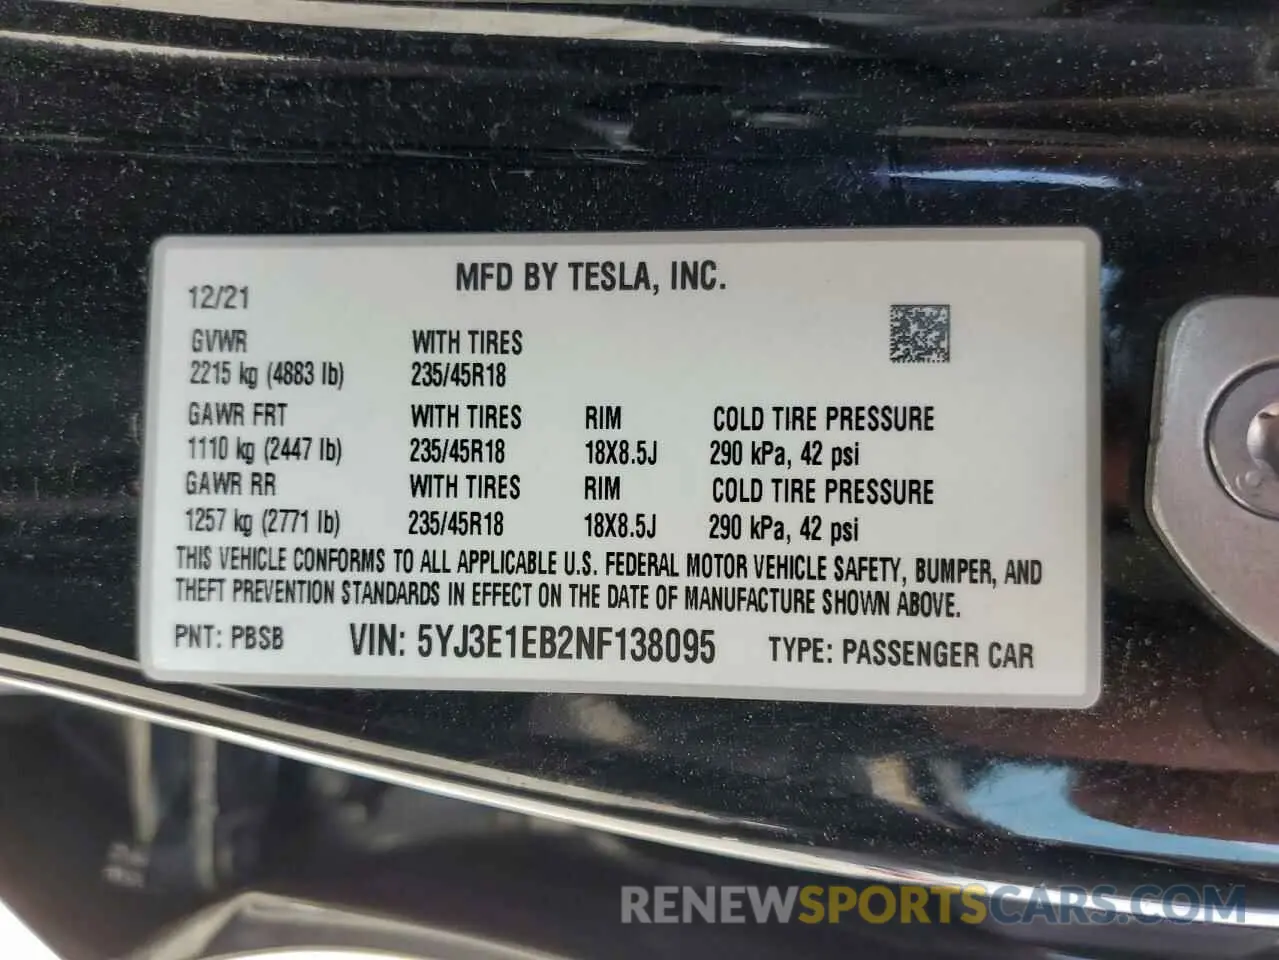 MFD BY TESLA, INC.
12/21
GVWR WITH TIRES
2215 kg (4883 lb) 235/45R18
GAWR FRT WITH TIRES RIM COLD TIRE PRESSURE
1110 kg (2447 lb) 235/45R18 18X8.5J 290 kPa, 42 psi
GAWR RR WITH TIRES RIM COLD TIRE PRESSURE
1257 kg (2771 lb) 235/45R18 18X8.5J 290 kPa, 42 psi
THIS VEHICLE CONFORMS TO ALL APPLICABLE U.S. FEDERAL MOTOR VEHICLE SAFETY, BUMPER, AND
THEFT PREVENTION STANDARDS IN EFFECT ON THE DATE OF MANUFACTURE SHOWN ABOVE.
PNT: PBSB VIN: 5YJ3E1EB2NF138095 TYPE: PASSENGER CAR
RENEWSPORTSCARS.COM